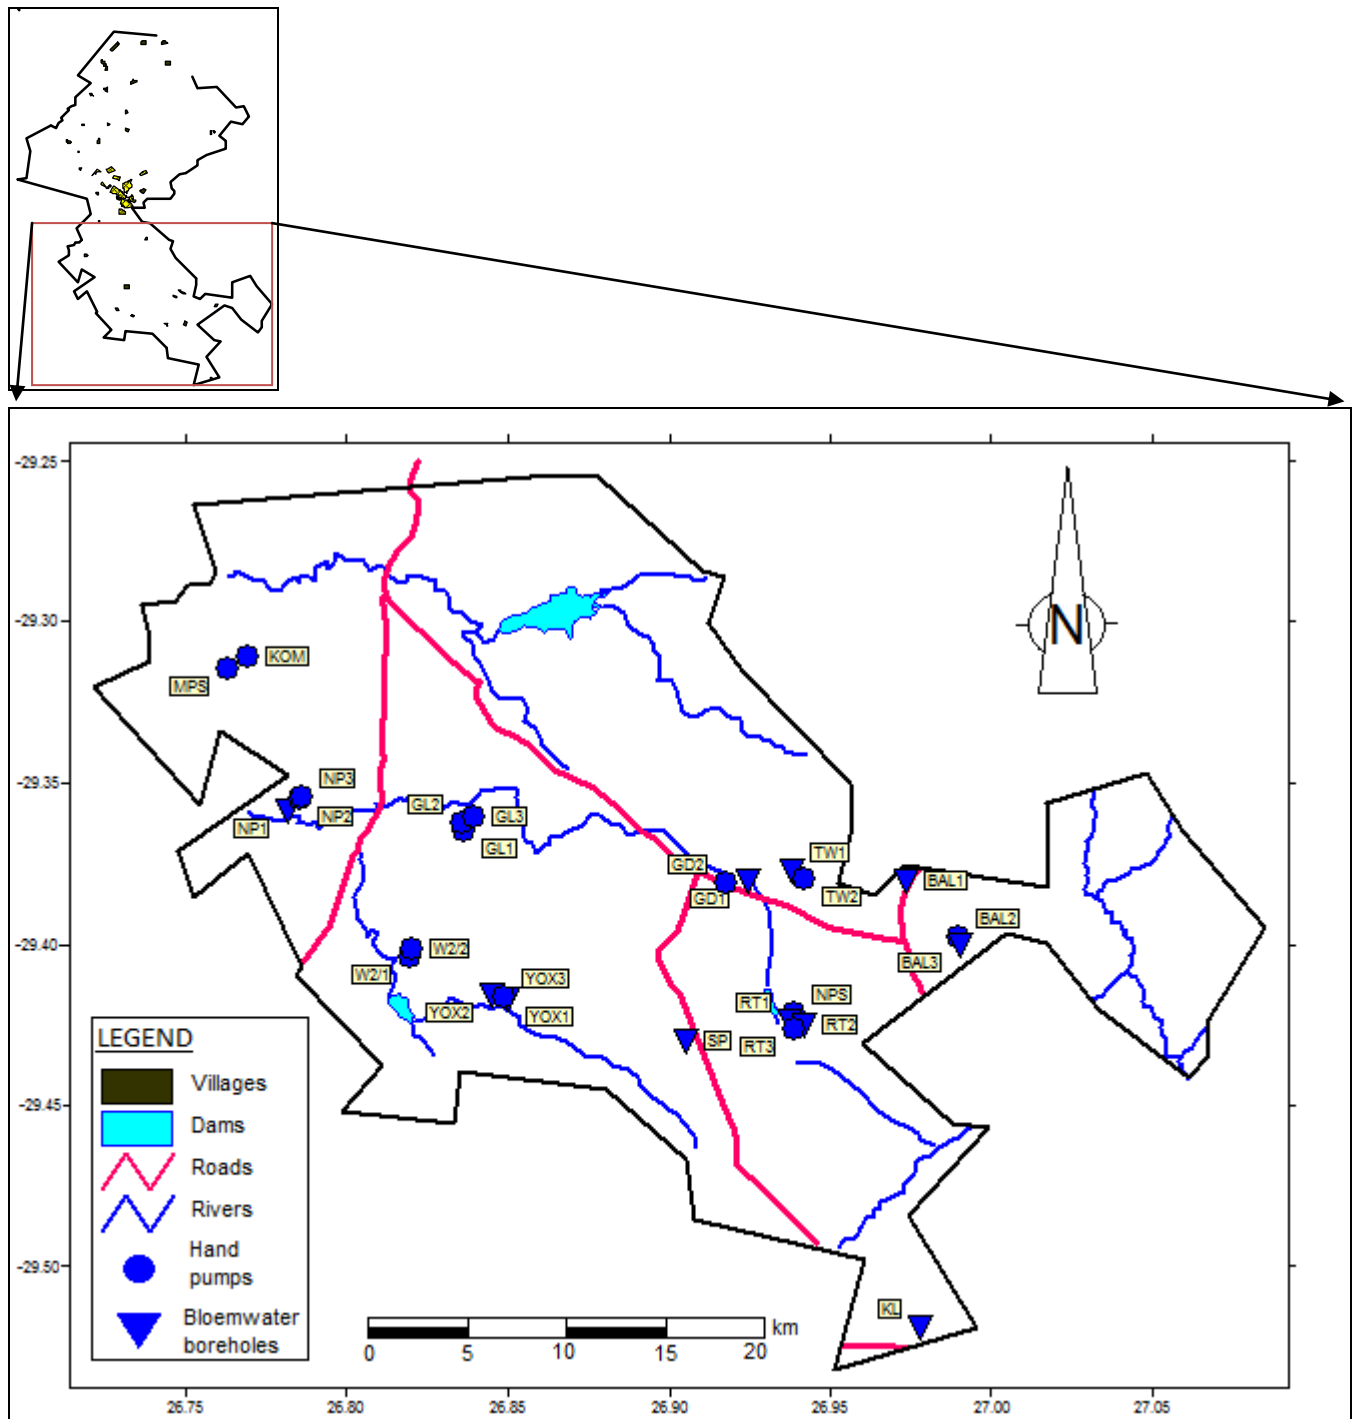 -29.25
-29.30
-29.35
-29.40
-29.45
-29.50
N
KOM
MPS
NP3
NP1
NP2
GL2
GL3
GL1
GD2
GD1
TW1
TW2
BAL1
BAL2
BAL3
W2/2
W2/1
YOX3
YOX2
YOX1
RT1
NPS
RT2
RT3
SP
KL
LEGEND
Villages
Dams
Roads
Rivers
Hand
pumps
Bloemwater
boreholes
km
0 5 10 15 20
26.75 26.80 26.85 26.90 26.95 27.00 27.05